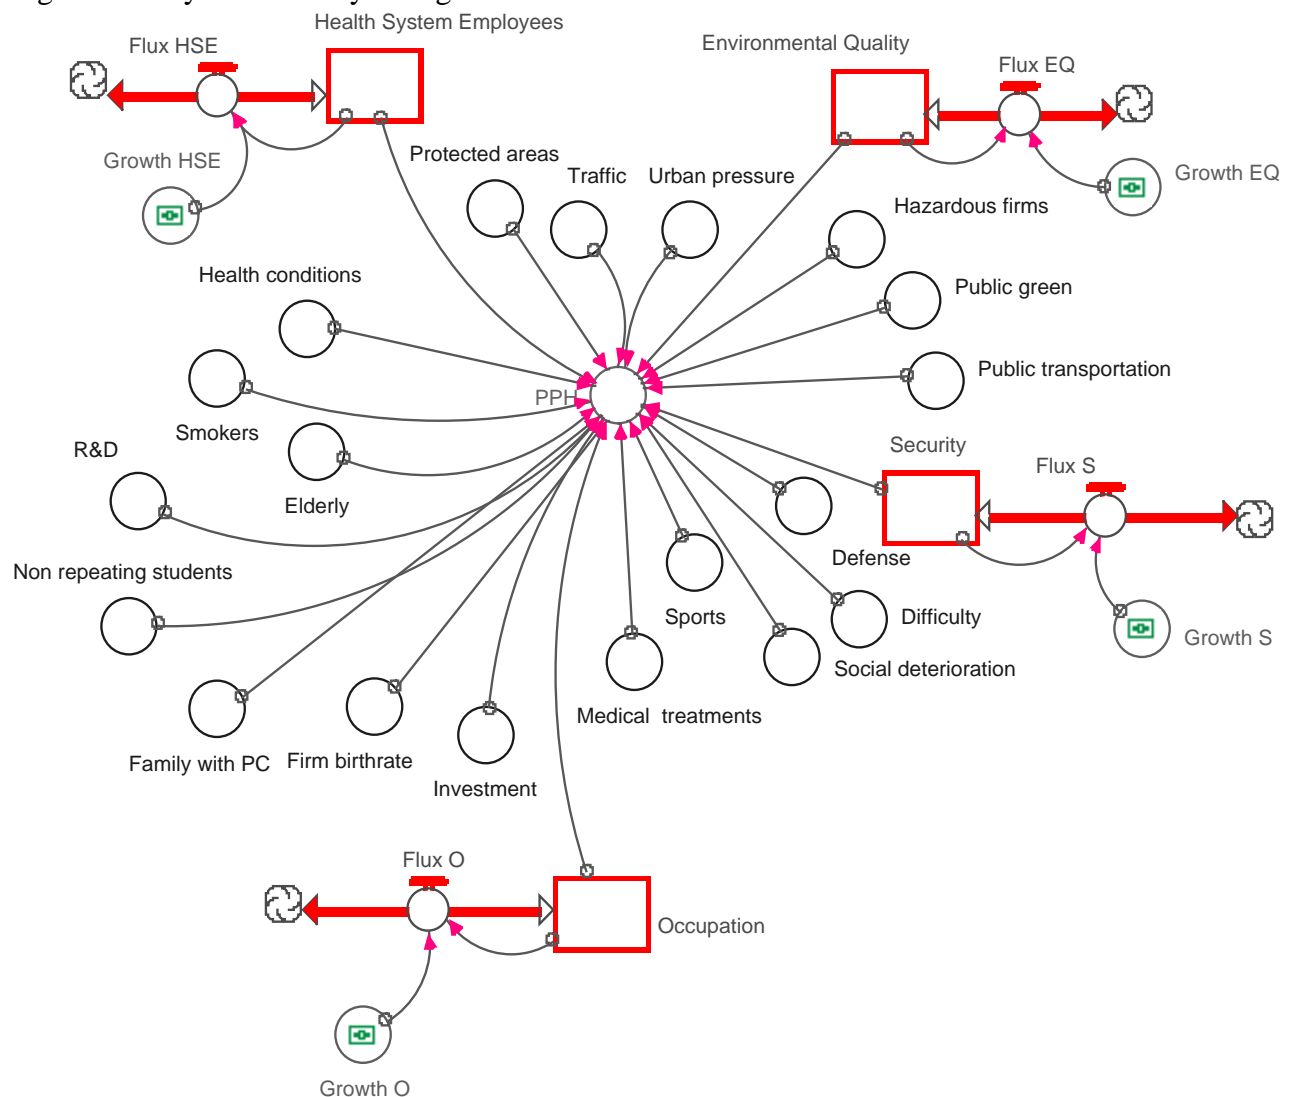 Health System Employees
Flux HSE
Environmental Quality
Flux EQ
Growth HSE
Protected areas
Traffic
Urban pressure
Growth EQ
Hazardous firms
Health conditions
Public green
Public transportation
PPH
Smokers
R&D
Security
Flux S
Elderly
Non repeating students
Defense
Sports
Difficulty
Growth S
Social deterioration
Medical treatments
Family with PC
Firm birthrate
Investment
Flux O
Occupation
Growth O